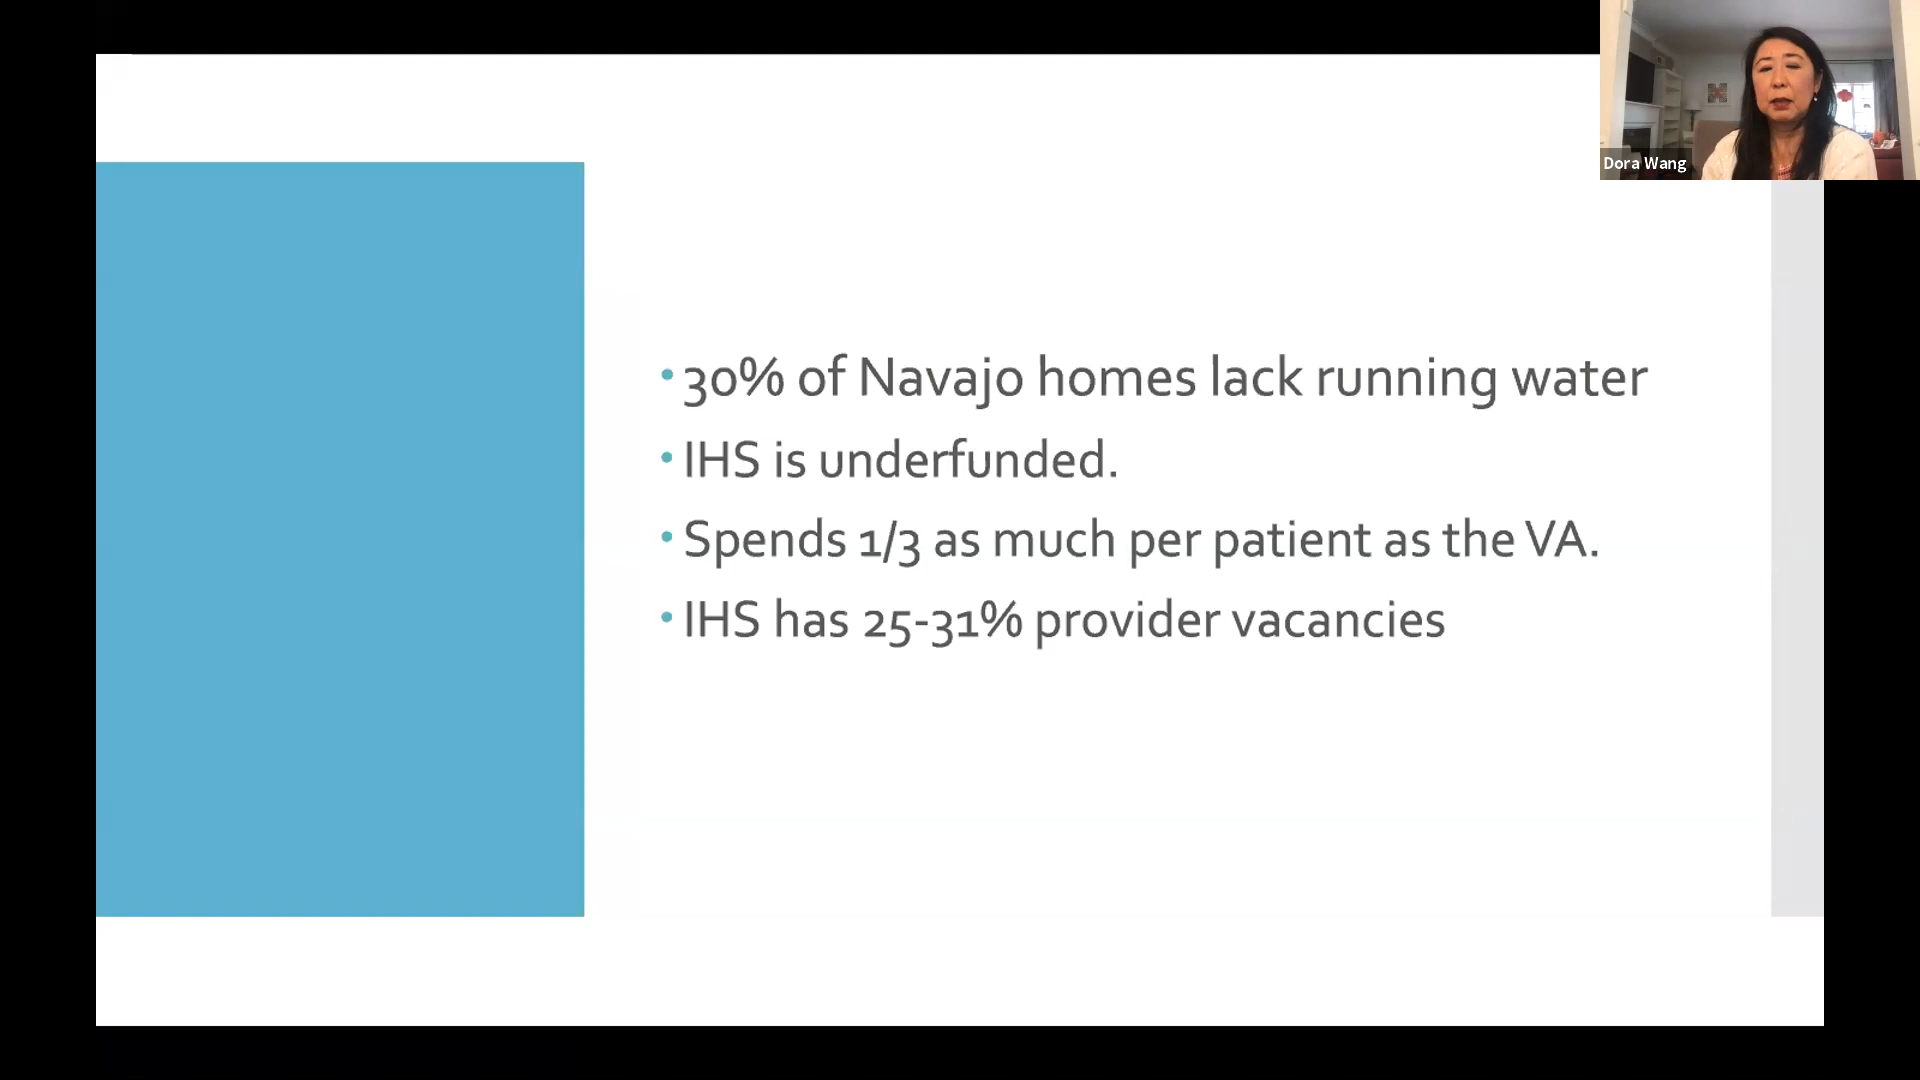 Dora Wang
• 30% of Navajo homes lack running water
• IHS is underfunded.
• Spends 1/3 as much per patient as the VA.
• IHS has 25-31% provider vacancies